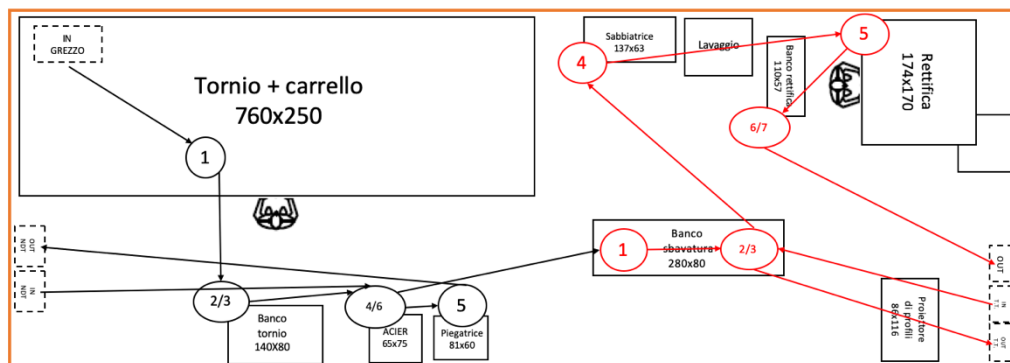 IN
GREZZO
Tornio + carrello
760x250
1
Sabbiatrice
137x63
Lavaggio
4
5
Banco rettifica
110x57
Rettifica
174x170
6/7
OUT
NOT
IN
NOT
2/3
4/6
5
Banco
tornio
140X80
ACIER
65x75
Piegatrice
81x60
1
Banco
sbavatura
280x80
2/3
Proiettore
di profili
86x116
OUT
IN
T.T.
OUT
T.T.